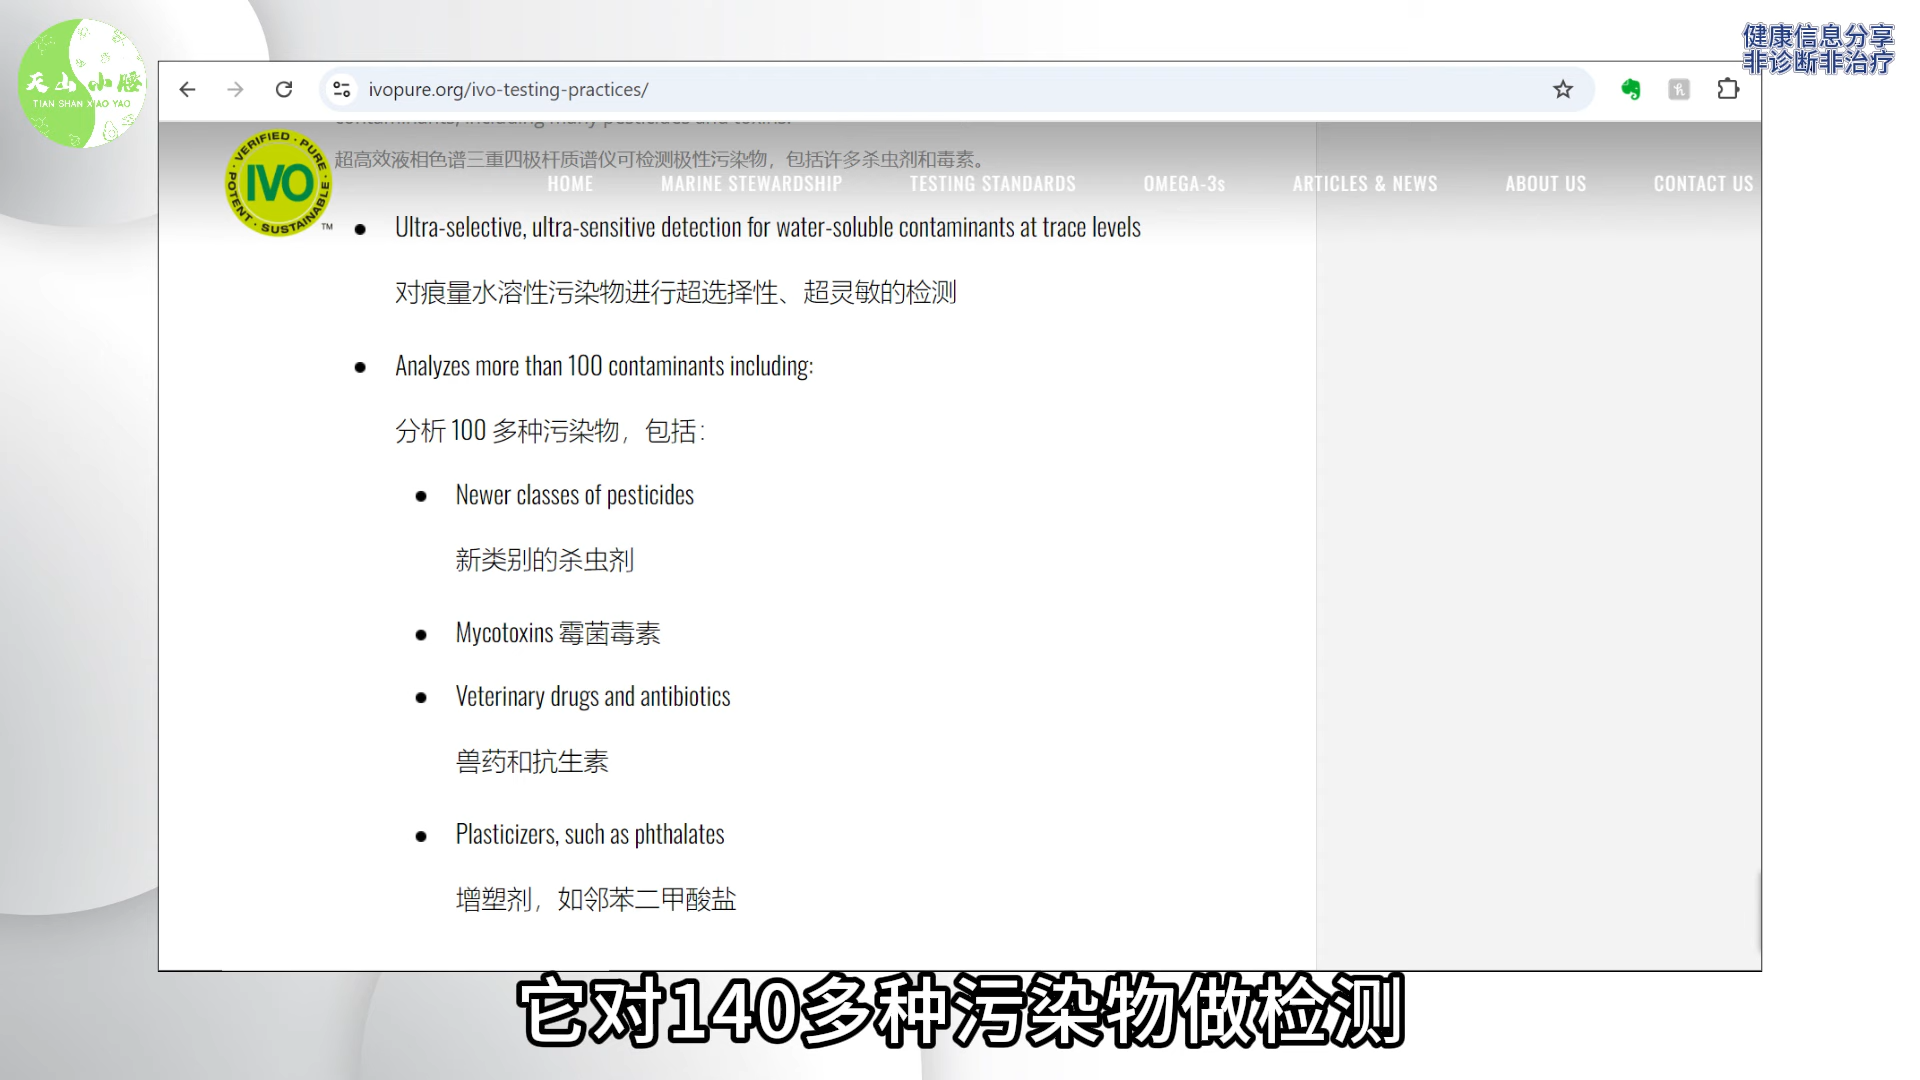 天山小腰
TIAN SHAN XIAO YAO
健康信息分享
非诊断非治疗
ivopure.org/ivo-testing-practices/
contaminants, including many pesticides and toxins.
超高效液相色谱三重四极杆质谱仪可检测极性污染物，包括许多杀虫剂和毒素。
VERIFIED · PURE · SUSTAINABLE · POTENT ·
IVO
TM
HOME MARINE STEWARDSHIP TESTING STANDARDS OMEGA-3s ARTICLES & NEWS ABOUT US CONTACT US
● Ultra-selective, ultra-sensitive detection for water-soluble contaminants at trace levels
对痕量水溶性污染物进行超选择性、超灵敏的检测
● Analyzes more than 100 contaminants including:
分析 100 多种污染物，包括：
● Newer classes of pesticides
新类别的杀虫剂
● Mycotoxins 霉菌毒素
● Veterinary drugs and antibiotics
兽药和抗生素
● Plasticizers, such as phthalates
增塑剂，如邻苯二甲酸盐
它对140多种污染物做检测